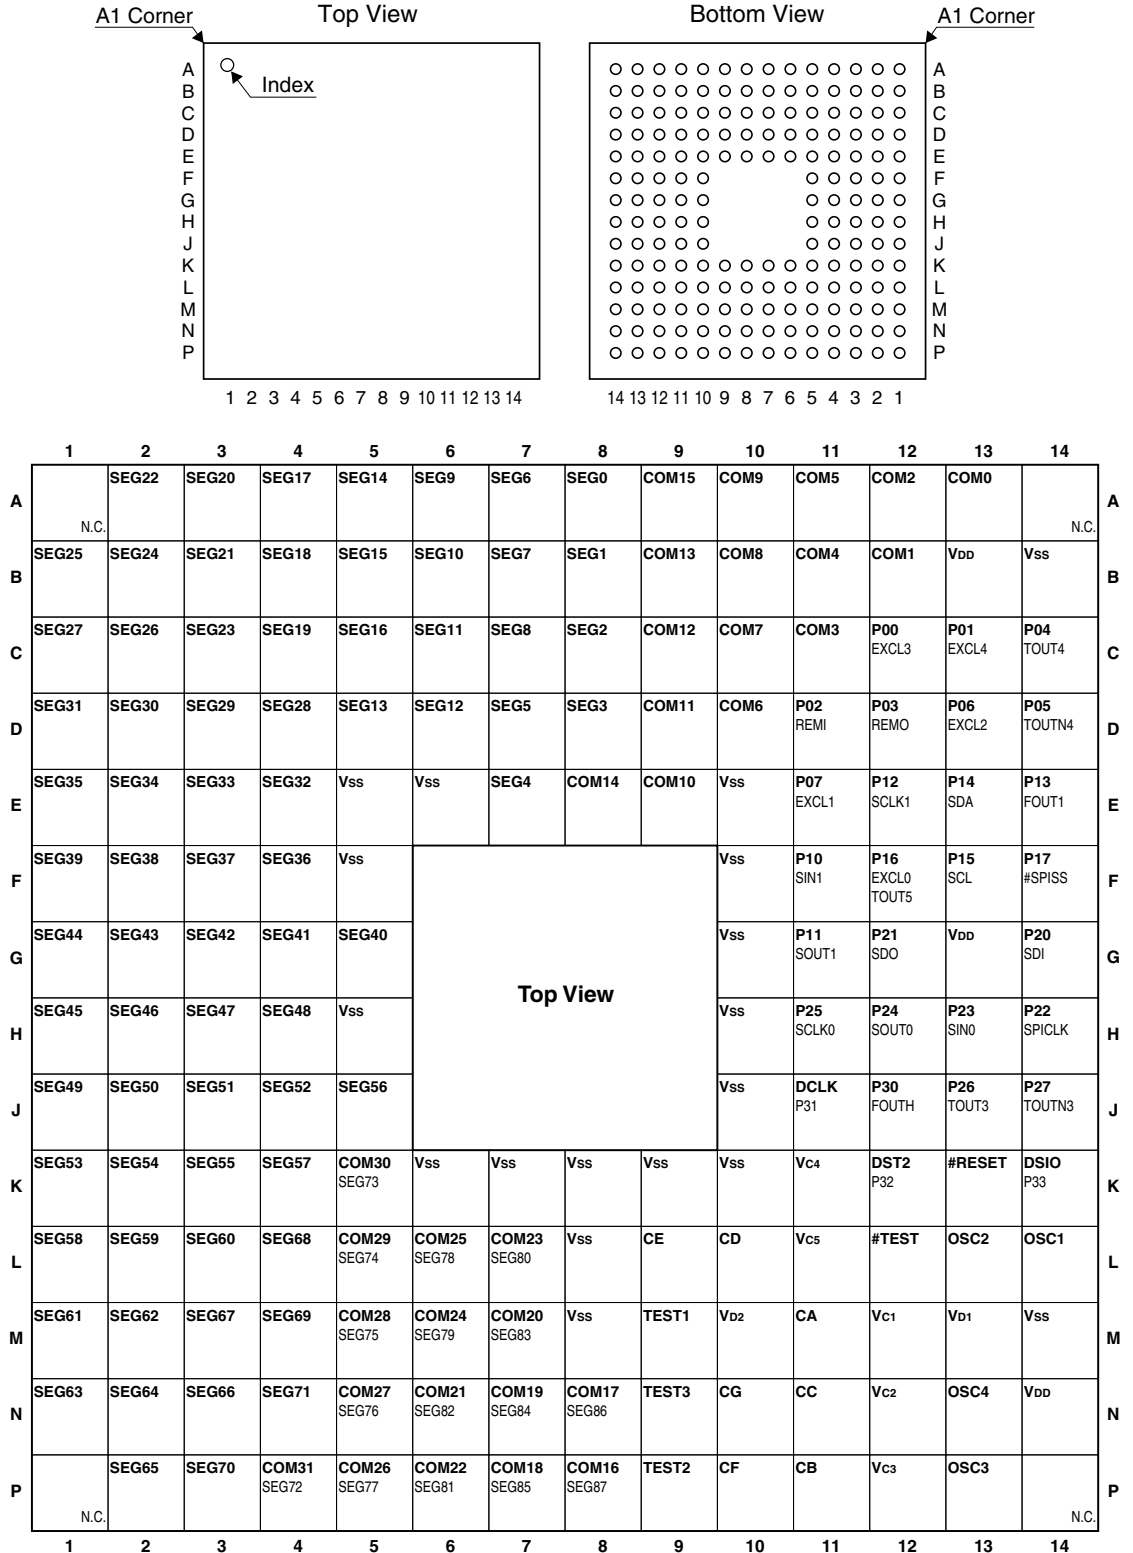 A1 Corner Top View Bottom View A1 Corner
Index
A A A
B B B
C C C
D D D
E E E
F F F
G G G
H H H
J J J
K K K
L L L
M M M
N N N
P P P
1 2 3 4 5 6 7 8 9 10 11 12 13 14 14 13 12 11 10 9 8 7 6 5 4 3 2 1
1 2 3 4 5 6 7 8 9 10 11 12 13 14
SEG22 SEG20 SEG17 SEG14 SEG9 SEG6 SEG0 COM15 COM9 COM5 COM2 COM0
A A
N.C. N.C.
SEG25 SEG24 SEG21 SEG18 SEG15 SEG10 SEG7 SEG1 COM13 COM8 COM4 COM1 VDD VSS
B B
SEG27 SEG26 SEG23 SEG19 SEG16 SEG11 SEG8 SEG2 COM12 COM7 COM3 P00 P01 P04
C EXCL3 EXCL4 TOUT4 C
SEG31 SEG30 SEG29 SEG28 SEG13 SEG12 SEG5 SEG3 COM11 COM6 P02 P03 P06 P05
D REMI REMO EXCL2 TOUTN4 D
SEG35 SEG34 SEG33 SEG32 VSS VSS SEG4 COM14 COM10 VSS P07 P12 P14 P13
E EXCL1 SCLK1 SDA FOUT1 E
SEG39 SEG38 SEG37 SEG36 VSS VSS P10 P16 P15 P17
F SIN1 EXCL0 SCL #SPISS F
TOUT5
SEG44 SEG43 SEG42 SEG41 SEG40 VSS P11 P21 VDD P20
G SOUT1 SDO SDI G
Top View
SEG45 SEG46 SEG47 SEG48 VSS VSS P25 P24 P23 P22
H SCLK0 SOUT0 SIN0 SPICLK H
SEG49 SEG50 SEG51 SEG52 SEG56 VSS DCLK P30 P26 P27
J P31 FOUTH TOUT3 TOUTN3 J
SEG53 SEG54 SEG55 SEG57 COM30 VSS VSS VSS VSS VSS VC4 DST2 #RESET DSIO
K SEG73 P32 P33 K
SEG58 SEG59 SEG60 SEG68 COM29 COM25 COM23 VSS CE CD VC5 #TEST OSC2 OSC1
L SEG74 SEG78 SEG80 L
SEG61 SEG62 SEG67 SEG69 COM28 COM24 COM20 VSS TEST1 VD2 CA VC1 VD1 VSS
M SEG75 SEG79 SEG83 M
SEG63 SEG64 SEG66 SEG71 COM27 COM21 COM19 COM17 TEST3 CG CC VC2 OSC4 VDD
N SEG76 SEG82 SEG84 SEG86 N
SEG65 SEG70 COM31 COM26 COM22 COM18 COM16 TEST2 CF CB VC3 OSC3
P SEG72 SEG77 SEG81 SEG85 SEG87 P
N.C. N.C.
1 2 3 4 5 6 7 8 9 10 11 12 13 14